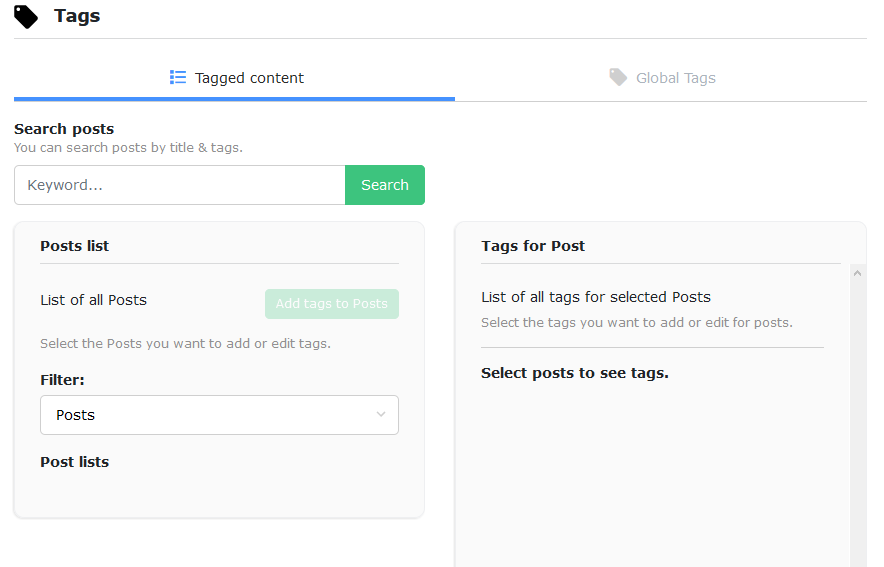 Tags
Tagged content
Global Tags
Search posts
You can search posts by title & tags.
Keyword...
Search
Posts list
List of all Posts
Add tags to Posts
Select the Posts you want to add or edit tags.
Filter:
Posts
Post lists
Tags for Post
List of all tags for selected Posts
Select the tags you want to add or edit for posts.
Select posts to see tags.